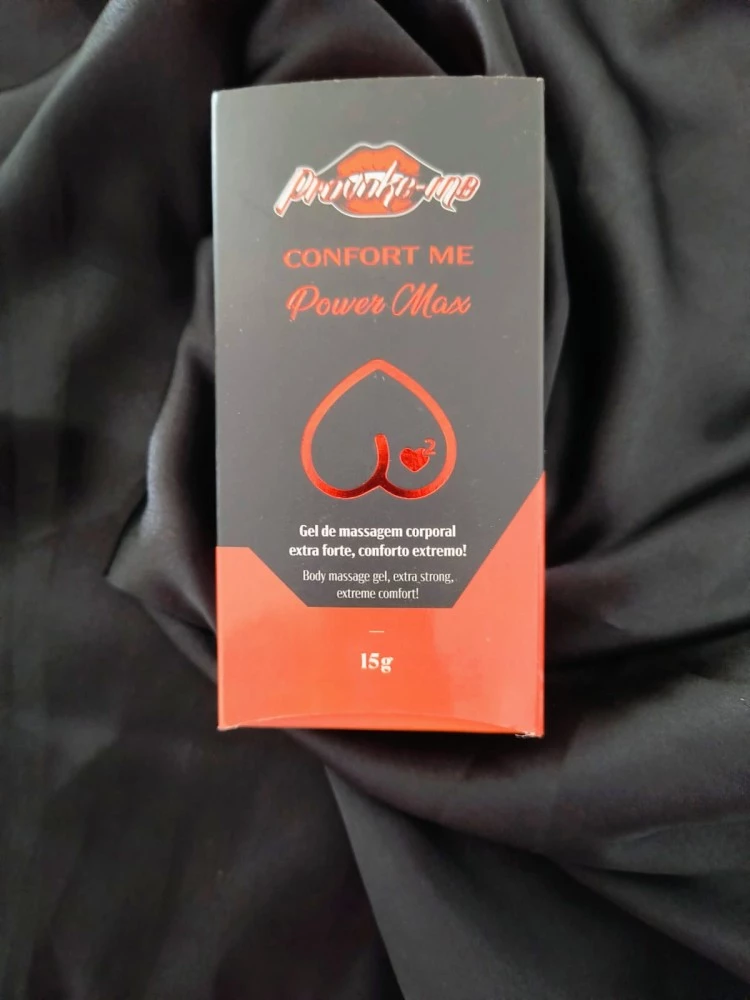 Provoke-me
CONFORT ME
Power Max
2
Gel de massagem corporal
extra forte, conforto extremo!
Body massage gel, extra strong,
extreme comfort!
15g